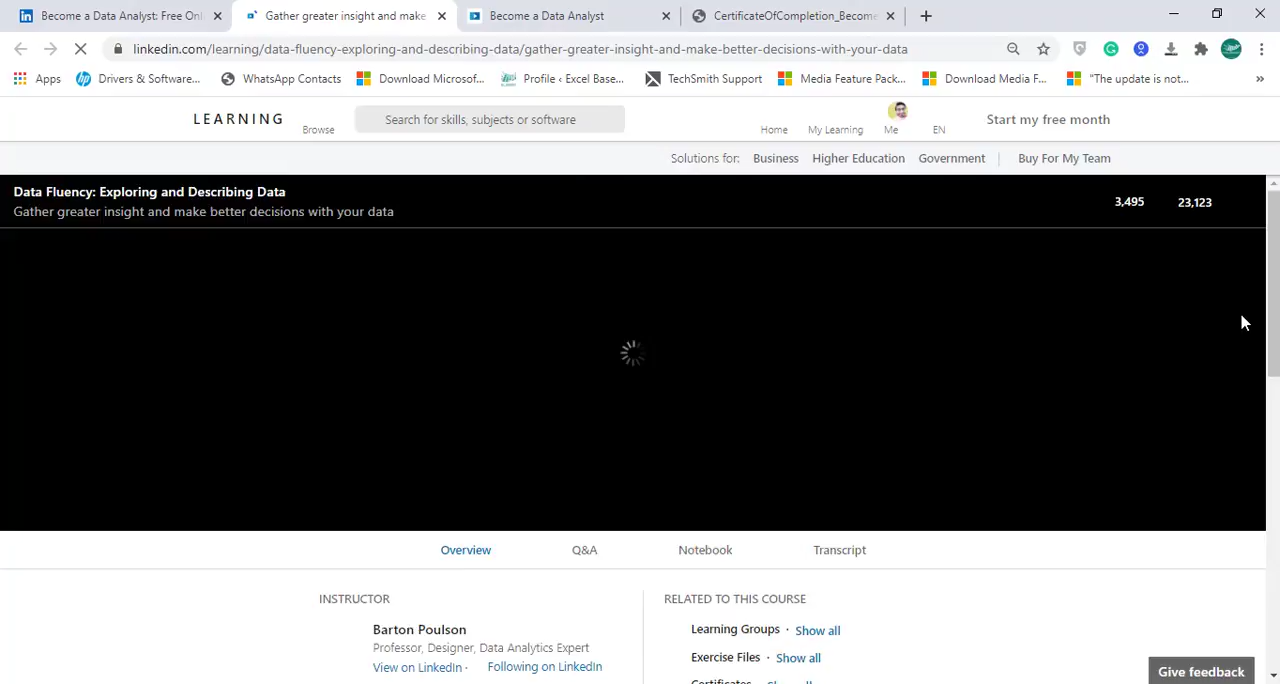 Become a Data Analyst: Free Onl
Gather greater insight and make
Become a Data Analyst
CertificateOfCompletion_Become
linkedin.com/learning/data-fluency-exploring-and-describing-data/gather-greater-insight-and-make-better-decisions-with-your-data
Apps
Drivers & Software...
WhatsApp Contacts
Download Microsof...
Profile ‹ Excel Base...
TechSmith Support
Media Feature Pack...
Download Media F...
"The update is not...
»
LEARNING
Browse
Search for skills, subjects or software
Home
My Learning
Me
EN
Start my free month
Solutions for:
Business
Higher Education
Government
Buy For My Team
Data Fluency: Exploring and Describing Data
Gather greater insight and make better decisions with your data
3,495
23,123
Overview
Q&A
Notebook
Transcript
INSTRUCTOR
RELATED TO THIS COURSE
Barton Poulson
Learning Groups · Show all
Professor, Designer, Data Analytics Expert
Exercise Files · Show all
View on LinkedIn · Following on LinkedIn
Certificates · Show all
Give feedback